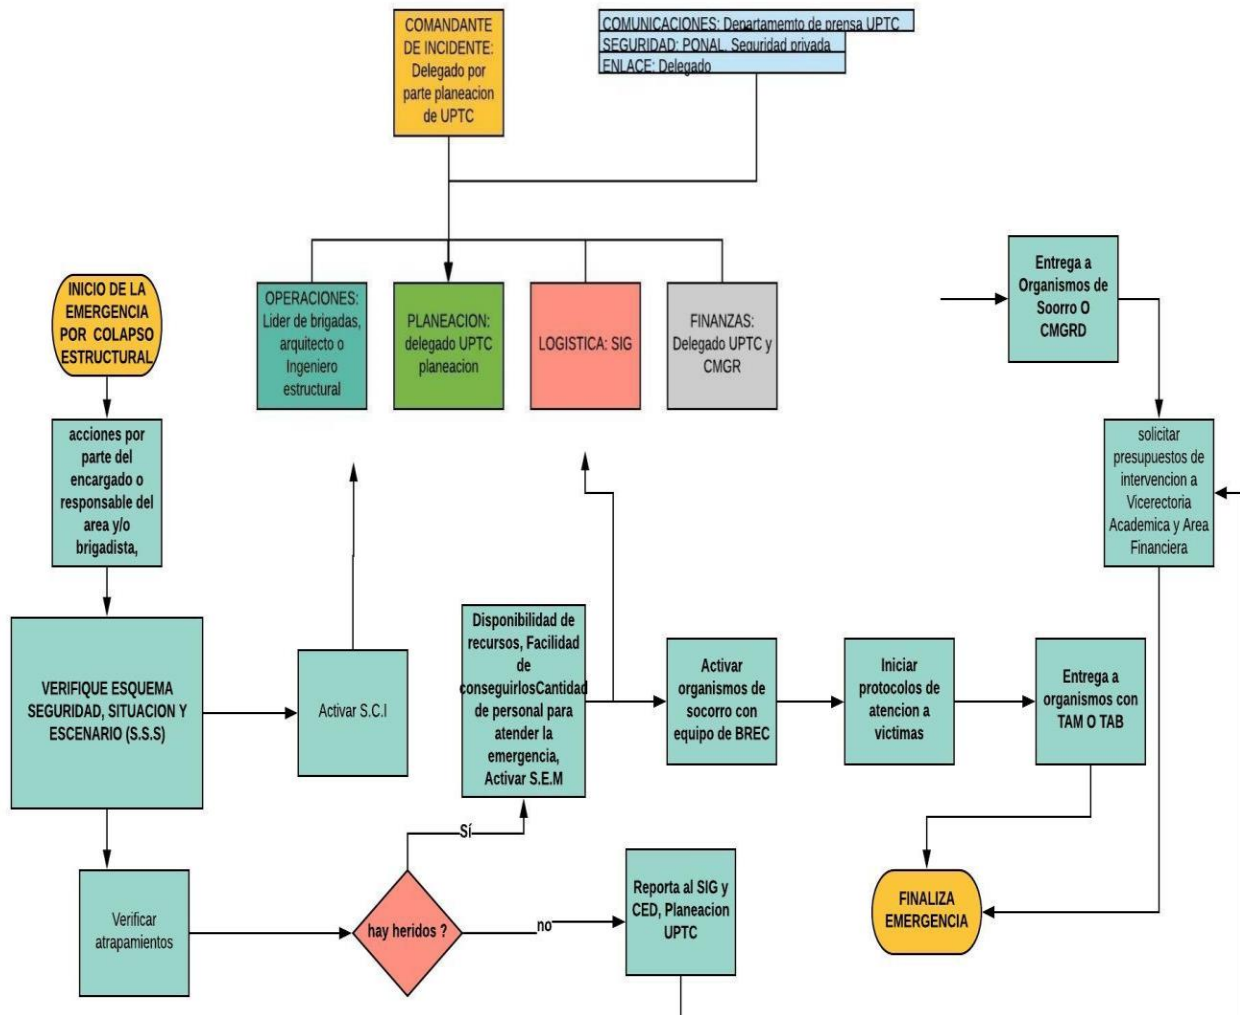 COMANDANTE
DE INCIDENTE:
Delegado por
parte planeacion
de UPTC
COMUNICACIONES: Departamemto de prensa UPTC
SEGURIDAD: PONAL. Seguridad privada
ENLACE: Delegado
INICIO DE LA
EMERGENCIA
POR COLAPSO
ESTRUCTURAL
OPERACIONES:
Lider de brigadas,
arquitecto o
Ingeniero
estructural
PLANEACION:
delegado UPTC
planeacion
LOGISTICA: SIG
FINANZAS:
Delegado UPTC y
CMGR
Entrega a
Organismos de
Soorro O
CMGRD
acciones por
parte del
encargado o
responsable del
area y/o
brigadista,
solicitar
presupuestos de
intervencion a
Vicerectoria
Academica y Area
Financiera
VERIFIQUE ESQUEMA
SEGURIDAD, SITUACION Y
ESCENARIO (S.S.S)
Activar S.C.I
Disponibilidad de
recursos, Facilidad
de
conseguirlosCantidad
de personal para
atender la
emergencia,
Activar S.E.M
Activar
organismos de
socorro con
equipo de BREC
Iniciar
protocolos de
atencion a
victimas
Entrega a
organismos con
TAM O TAB
Sí
Verificar
atrapamientos
hay heridos ?
no
Reporta al SIG y
CED, Planeacion
UPTC
FINALIZA
EMERGENCIA